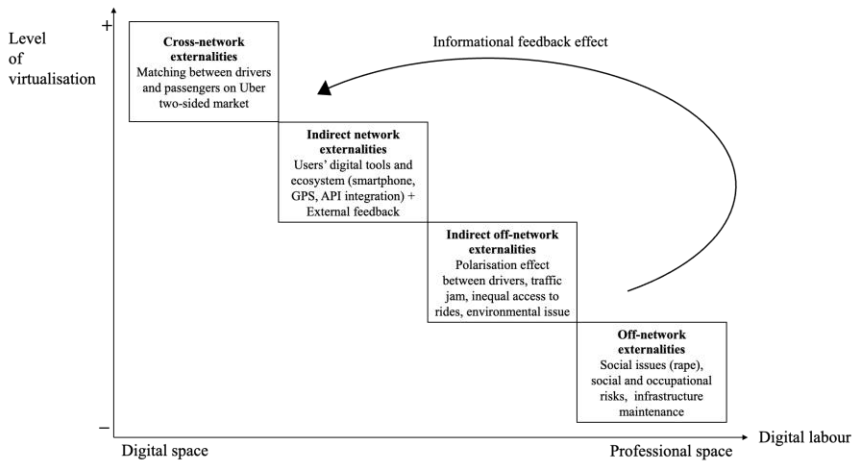 Level
of
virtualisation
+
Cross-network
externalities
Matching between drivers
and passengers on Uber
two-sided market
Informational feedback effect
Indirect network
externalities
Users' digital tools and
ecosystem (smartphone,
GPS, API integration) +
External feedback
Indirect off-network
externalities
Polarisation effect
between drivers, traffic
jam, inequal access to
rides, environmental issue
Off-network
externalities
Social issues (rape),
social and occupational
risks, infrastructure
maintenance
–
Digital space
Professional space
Digital labour